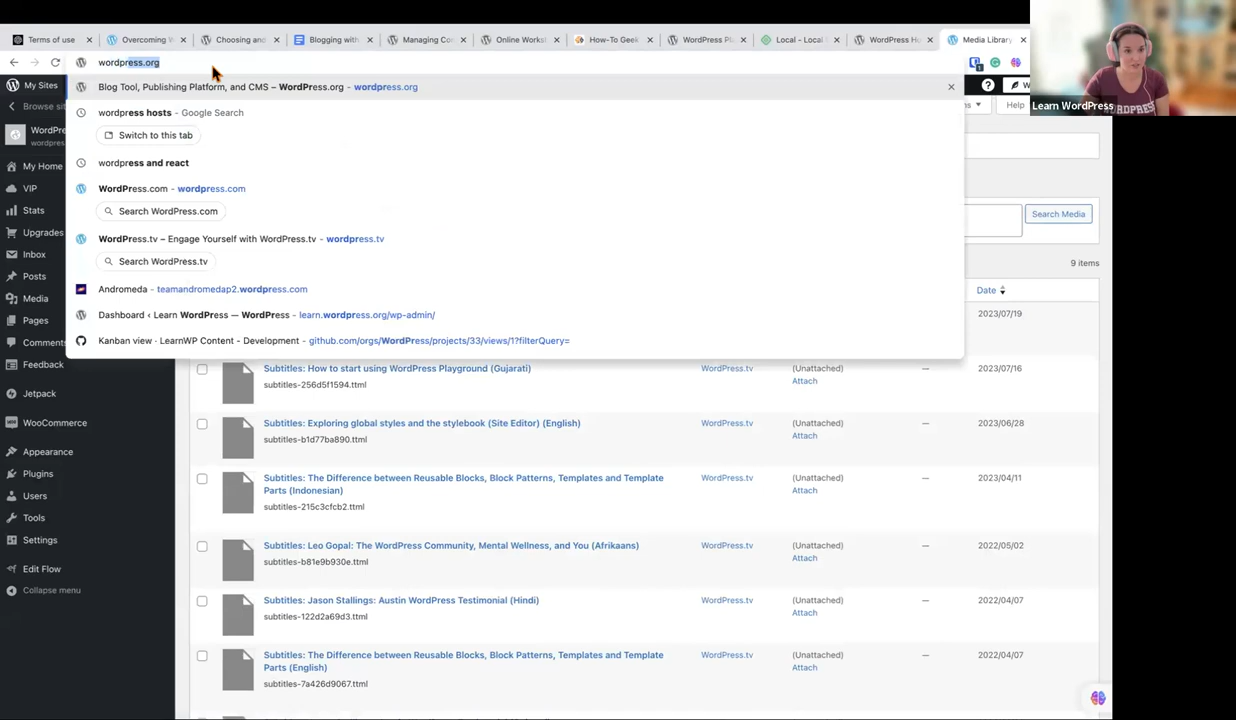 Terms of use
Overcoming W
Choosing and
Blogging with
Managing Co
Online Works
How-To Geek
WordPress Pl
Local - Local
WordPress Ho
Media Library
wordpress.org
Blog Tool, Publishing Platform, and CMS – WordPress.org - wordpress.org
wordpress hosts - Google Search
Switch to this tab
wordpress and react
WordPress.com - wordpress.com
Search WordPress.com
WordPress.tv – Engage Yourself with WordPress.tv - wordpress.tv
Search WordPress.tv
Andromeda - teamandromedap2.wordpress.com
Dashboard ‹ Learn WordPress — WordPress - learn.wordpress.org/wp-admin/
Kanban view · LearnWP Content - Development - github.com/orgs/WordPress/projects/33/views/1?filterQuery=
My Sites
Browse sit
WordPre
wordpress.
My Home
VIP
Stats
Upgrades
Inbox
Posts
Media
Pages
Comments
Feedback
Jetpack
WooCommerce
Appearance
Plugins
Users
Tools
Settings
Edit Flow
Collapse menu
W
Help
Learn WordPress
WORDPRESS
Search Media
9 items
Date
2023/07/19
Subtitles: How to start using WordPress Playground (Gujarati)
subtitles-256d5f1594.ttml
WordPress.tv
(Unattached)
Attach
—
2023/07/16
Subtitles: Exploring global styles and the stylebook (Site Editor) (English)
subtitles-b1d77ba890.ttml
WordPress.tv
(Unattached)
Attach
—
2023/06/28
Subtitles: The Difference between Reusable Blocks, Block Patterns, Templates and Template
Parts (Indonesian)
subtitles-215c3cfcb2.ttml
WordPress.tv
(Unattached)
Attach
—
2023/04/11
Subtitles: Leo Gopal: The WordPress Community, Mental Wellness, and You (Afrikaans)
subtitles-b81e9b930e.ttml
WordPress.tv
(Unattached)
Attach
—
2022/05/02
Subtitles: Jason Stallings: Austin WordPress Testimonial (Hindi)
subtitles-122d2a69d3.ttml
WordPress.tv
(Unattached)
Attach
—
2022/04/07
Subtitles: The Difference between Reusable Blocks, Block Patterns, Templates and Template
Parts (English)
subtitles-7a426d9067.ttml
WordPress.tv
(Unattached)
Attach
—
2022/04/07